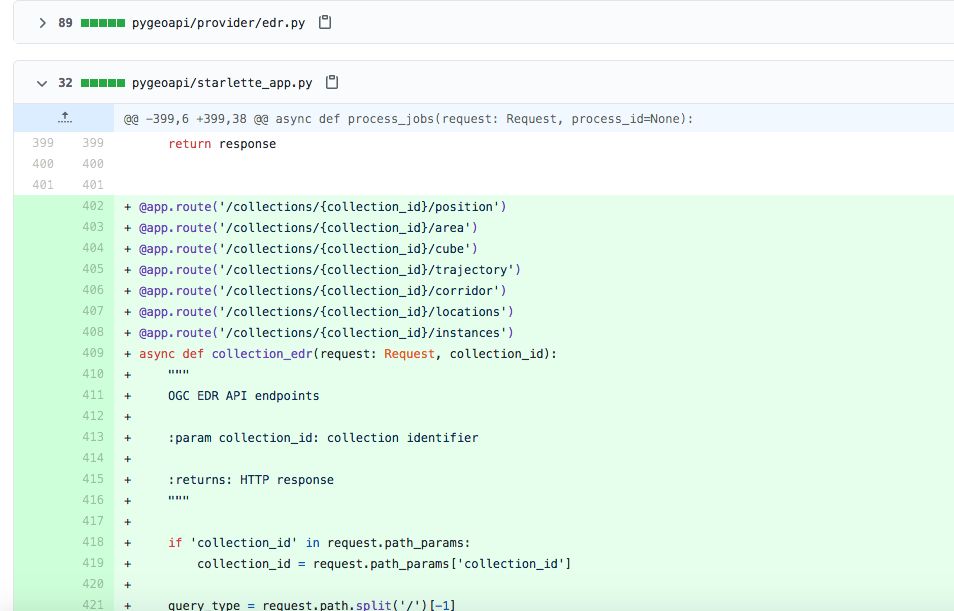 89 pygeoapi/provider/edr.py
32 pygeoapi/starlette_app.py
@@ -399,6 +399,38 @@ async def process_jobs(request: Request, process_id=None):
399 399 return response
400 400
401 401
402 + @app.route('/collections/{collection_id}/position')
403 + @app.route('/collections/{collection_id}/area')
404 + @app.route('/collections/{collection_id}/cube')
405 + @app.route('/collections/{collection_id}/trajectory')
406 + @app.route('/collections/{collection_id}/corridor')
407 + @app.route('/collections/{collection_id}/locations')
408 + @app.route('/collections/{collection_id}/instances')
409 + async def collection_edr(request: Request, collection_id):
410 + """
411 + OGC EDR API endpoints
412 +
413 + :param collection_id: collection identifier
414 +
415 + :returns: HTTP response
416 + """
417 +
418 + if 'collection_id' in request.path_params:
419 + collection_id = request.path_params['collection_id']
420 +
421 + query_type = request.path.split('/')[-1]